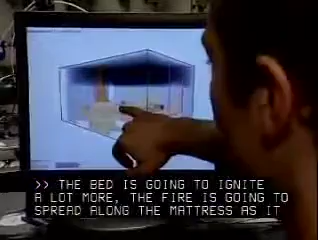 >> THE BED IS GOING TO IGNITE
A LOT MORE, THE FIRE IS GOING TO
SPREAD ALONG THE MATTRESS AS IT